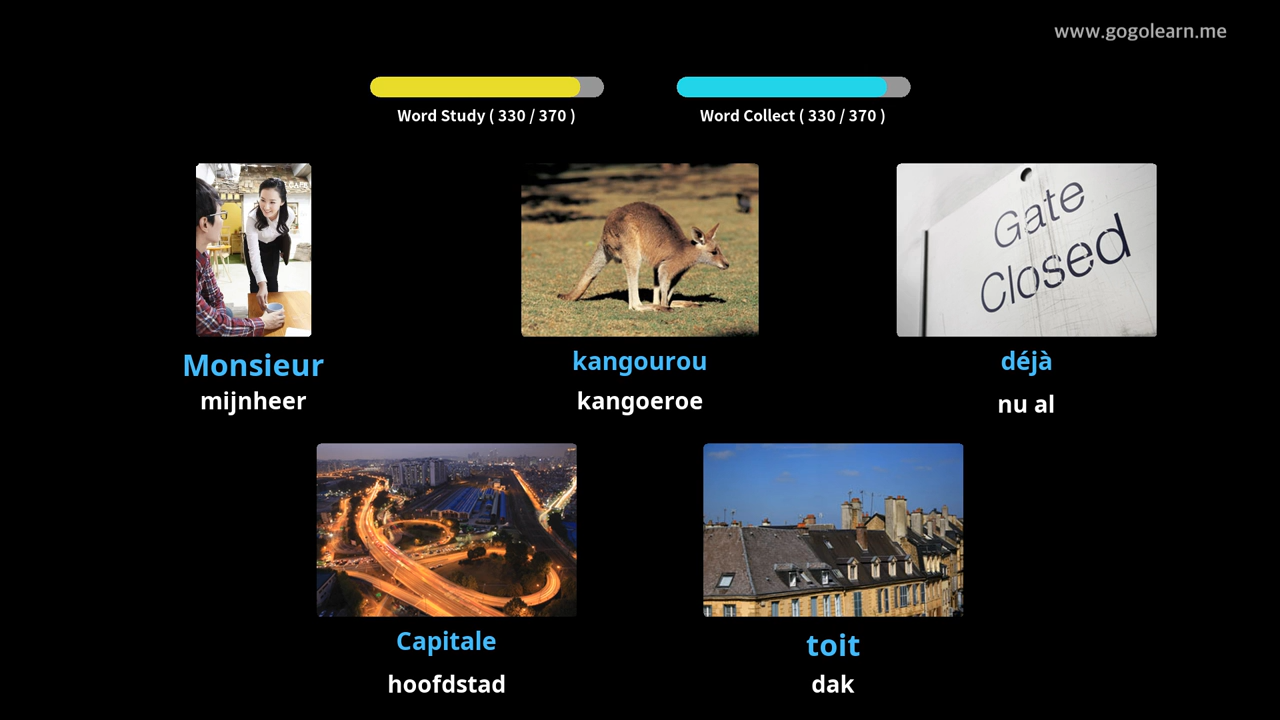 www.gogolearn.me
Word Study ( 330 / 370 )
Word Collect ( 330 / 370 )
Gate
Closed
Monsieur
mijnheer
kangourou
kangoeroe
déjà
nu al
Capitale
hoofdstad
toit
dak